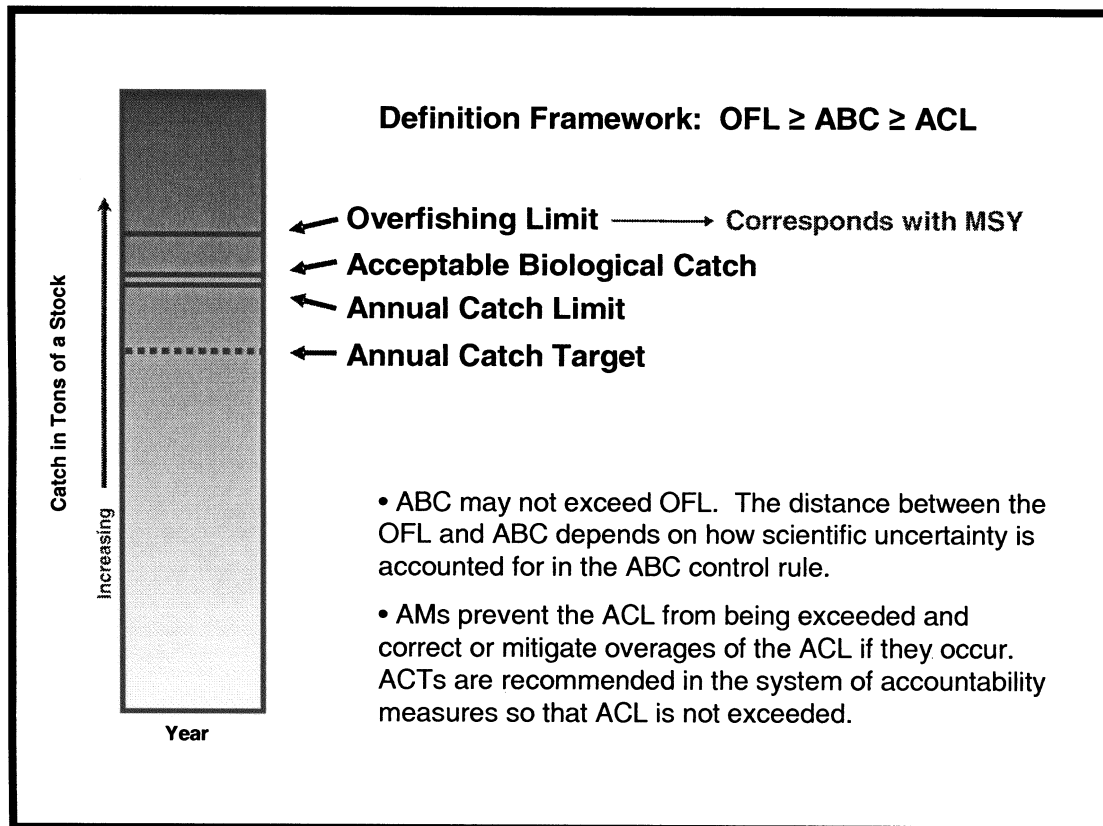 Definition Framework: OFL ≥ ABC ≥ ACL
Overfishing Limit
Corresponds with MSY
Acceptable Biological Catch
Annual Catch Limit
Annual Catch Target
Catch in Tons of a Stock
Increasing
Year
• ABC may not exceed OFL. The distance between the
OFL and ABC depends on how scientific uncertainty is
accounted for in the ABC control rule.
• AMs prevent the ACL from being exceeded and
correct or mitigate overages of the ACL if they occur.
ACTs are recommended in the system of accountability
measures so that ACL is not exceeded.